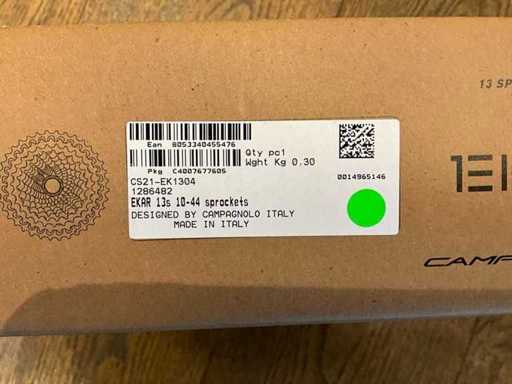 13 SP
Ean 8053340455476
Qty pc1
Wght Kg 0.30
Pkg C4007677605
0014965146
CS21-EK1304
1286482
EKAR 13s 10-44 sprockets
DESIGNED BY CAMPAGNOLO ITALY
MADE IN ITALY
CAMP